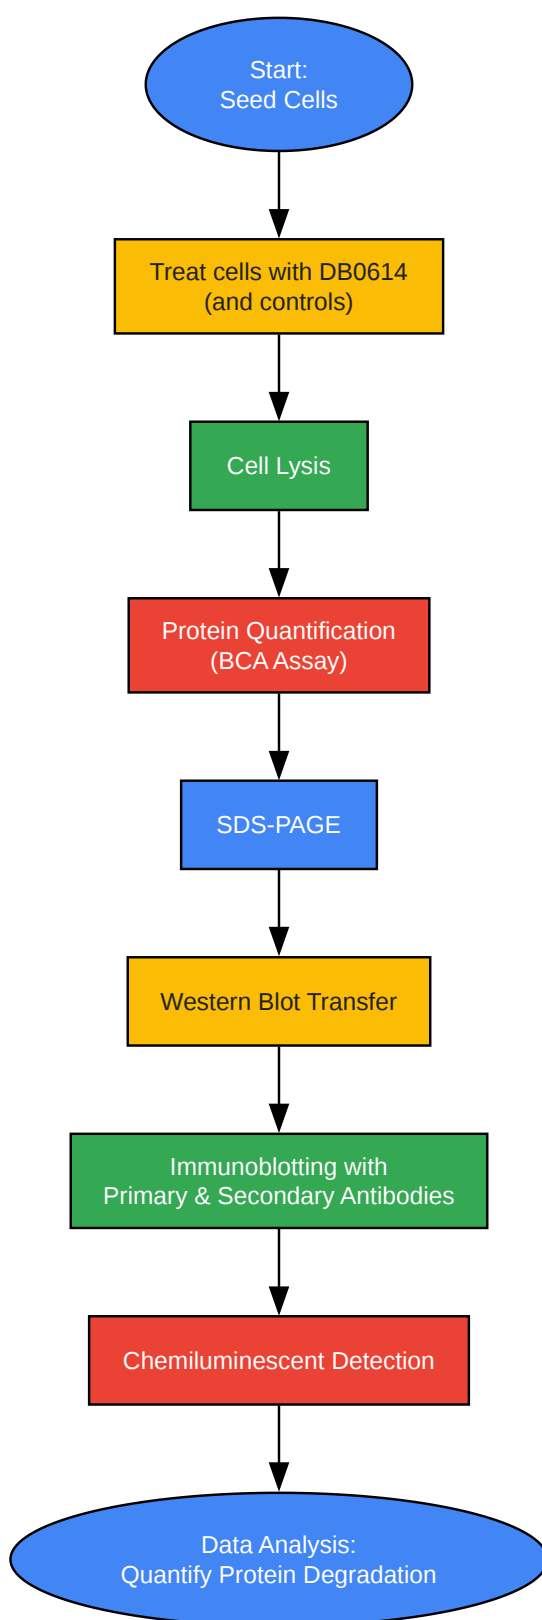 Start:
Seed Cells
Treat cells with DB0614
(and controls)
Cell Lysis
Protein Quantification
(BCA Assay)
SDS-PAGE
Western Blot Transfer
Immunoblotting with
Primary & Secondary Antibodies
Chemiluminescent Detection
Data Analysis:
Quantify Protein Degradation